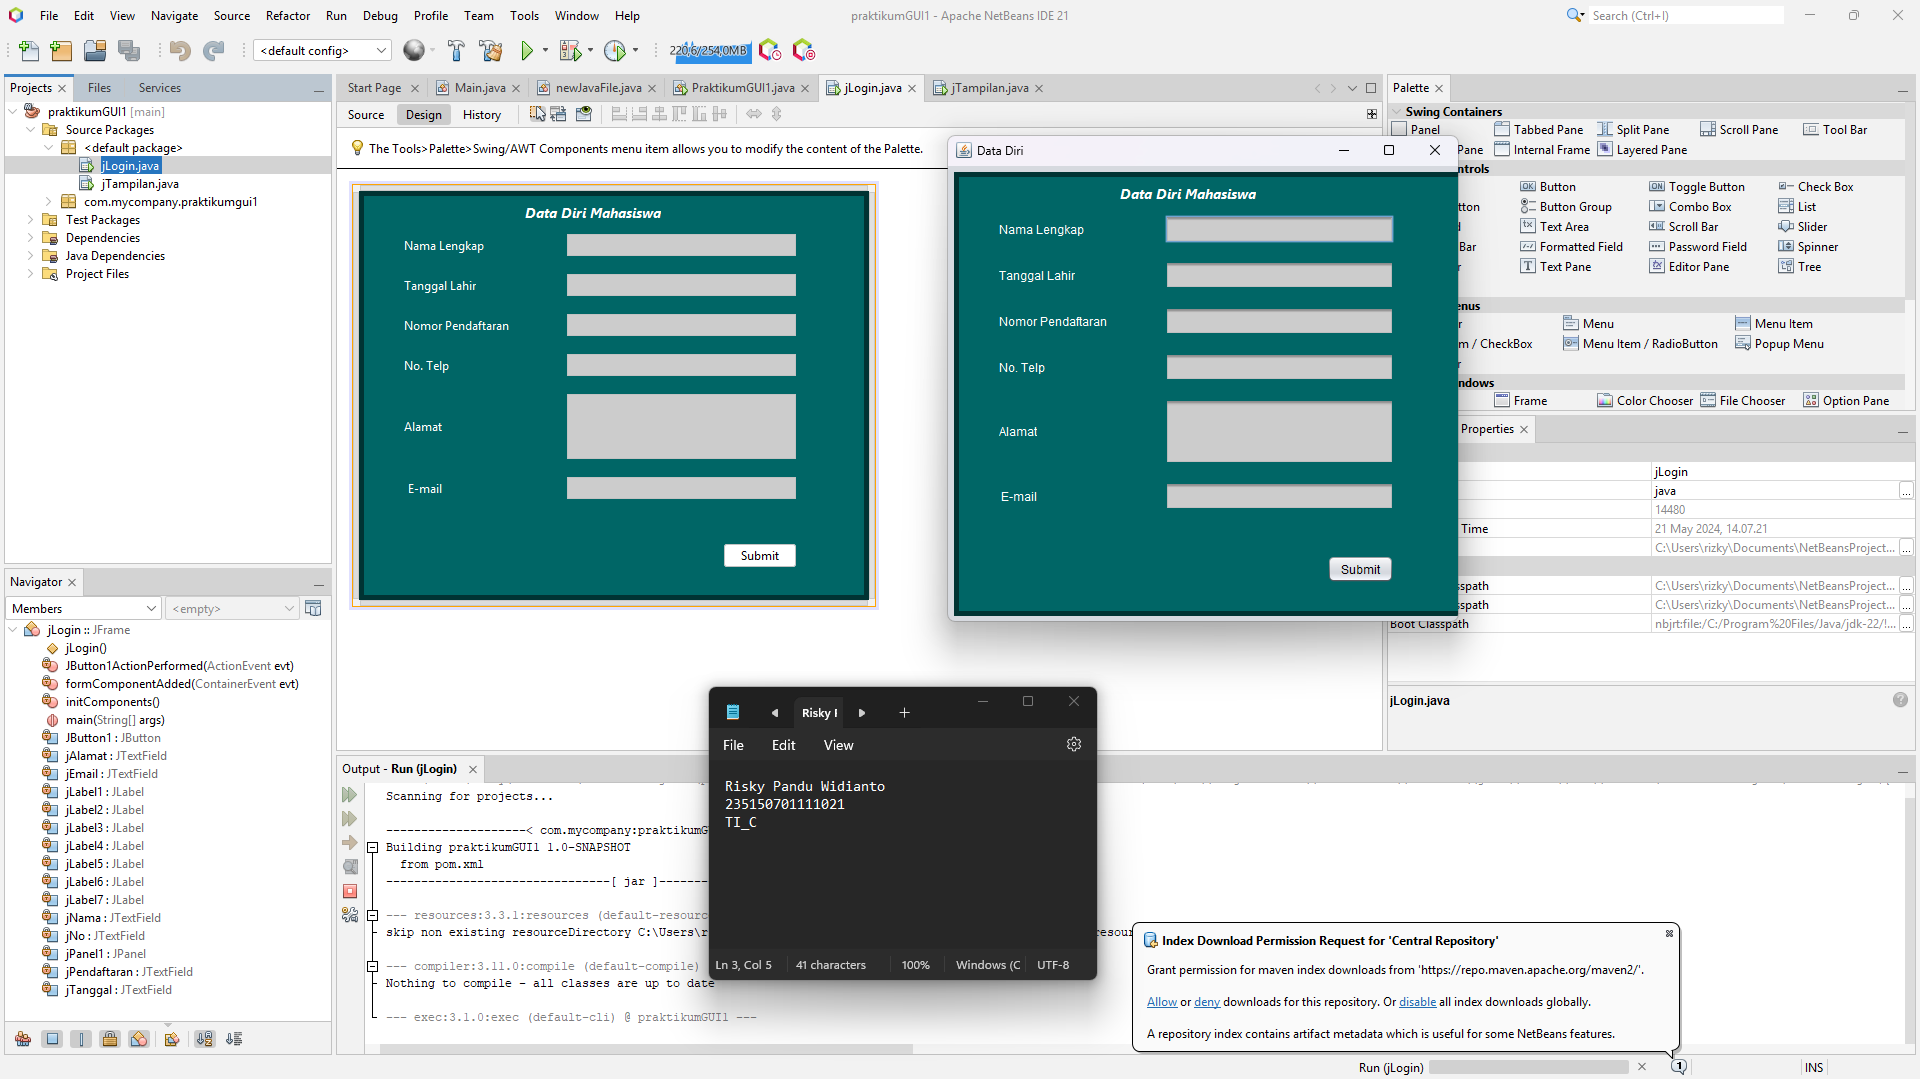 File Edit View Navigate Source Refactor Run Debug Profile Team Tools Window Help
praktikumGUI1 - Apache NetBeans IDE 21
Search (Ctrl+I)
<default config>
220,6/254,0MB
Projects
Files
Services
praktikumGUI1 [main]
Source Packages
<default package>
jLogin.java
jTampilan.java
com.mycompany.praktikumgui1
Test Packages
Dependencies
Java Dependencies
Project Files
Navigator
Members
<empty>
jLogin :: JFrame
jLogin()
JButton1ActionPerformed(ActionEvent evt)
formComponentAdded(ContainerEvent evt)
initComponents()
main(String[] args)
JButton1 : JButton
jAlamat : JTextField
jEmail : JTextField
jLabel1 : JLabel
jLabel2 : JLabel
jLabel3 : JLabel
jLabel4 : JLabel
jLabel5 : JLabel
jLabel6 : JLabel
jLabel7 : JLabel
jNama : JTextField
jNo : JTextField
jPanel1 : JPanel
jPendaftaran : JTextField
jTanggal : JTextField
Start Page
Main.java
newJavaFile.java
PraktikumGUI1.java
jLogin.java
jTampilan.java
Source Design History
The Tools>Palette>Swing/AWT Components menu item allows you to modify the content of the Palette.
Data Diri Mahasiswa
Nama Lengkap
Tanggal Lahir
Nomor Pendaftaran
No. Telp
Alamat
E-mail
Submit
Data Diri
Data Diri Mahasiswa
Nama Lengkap
Tanggal Lahir
Nomor Pendaftaran
No. Telp
Alamat
E-mail
Submit
Palette
Swing Containers
Panel Tabbed Pane Split Pane Scroll Pane Tool Bar
Pane Internal Frame Layered Pane
ntrols
Button Toggle Button Check Box
tton Button Group Combo Box List
d Text Area Scroll Bar Slider
Bar Formatted Field Password Field Spinner
r Text Pane Editor Pane Tree
enus
r Menu Menu Item
m / CheckBox Menu Item / RadioButton Popup Menu
r
ndows
Frame Color Chooser File Chooser Option Pane
Properties
jLogin
java
...
14480
Time 21 May 2024, 14.07.21
C:\Users\rizky\Documents\NetBeansProject... ...
sspath C:\Users\rizky\Documents\NetBeansProject... ...
sspath C:\Users\rizky\Documents\NetBeansProject... ...
Boot Classpath nbjrt:file:/C:/Program%20Files/Java/jdk-22/!... ...
jLogin.java
Output - Run (jLogin)
Scanning for projects...
--------------------< com.mycompany:praktikumG
Building praktikumGUI1 1.0-SNAPSHOT
from pom.xml
--------------------------------[ jar ]-------
--- resources:3.3.1:resources (default-resourc
skip non existing resourceDirectory C:\Users\r
esour
--- compiler:3.11.0:compile (default-compile)
Nothing to compile - all classes are up to date
--- exec:3.1.0:exec (default-cli) @ praktikumGUI1 ---
Risky I
File Edit View
Risky Pandu Widianto
235150701111021
TI_C
Ln 3, Col 5 41 characters 100% Windows (C UTF-8
Index Download Permission Request for 'Central Repository'
Grant permission for maven index downloads from 'https://repo.maven.apache.org/maven2/'.
Allow or deny downloads for this repository. Or disable all index downloads globally.
A repository index contains artifact metadata which is useful for some NetBeans features.
Run (jLogin)
1
INS